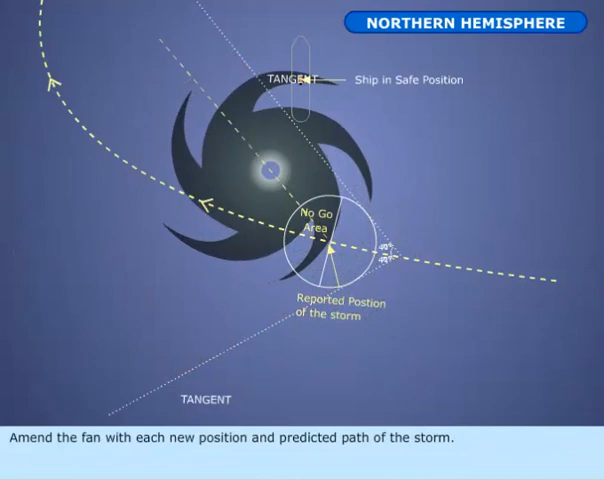 NORTHERN HEMISPHERE
TANGENT
Ship in Safe Position
No Go
Area
Reported Postion
of the storm
TANGENT
Amend the fan with each new position and predicted path of the storm.